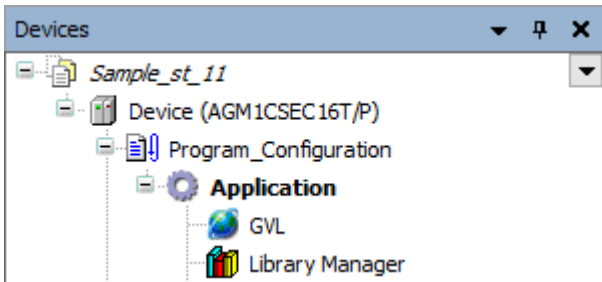 Devices
Sample_st_11
Device (AGM1CSEC16T/P)
Program_Configuration
Application
GVL
Library Manager